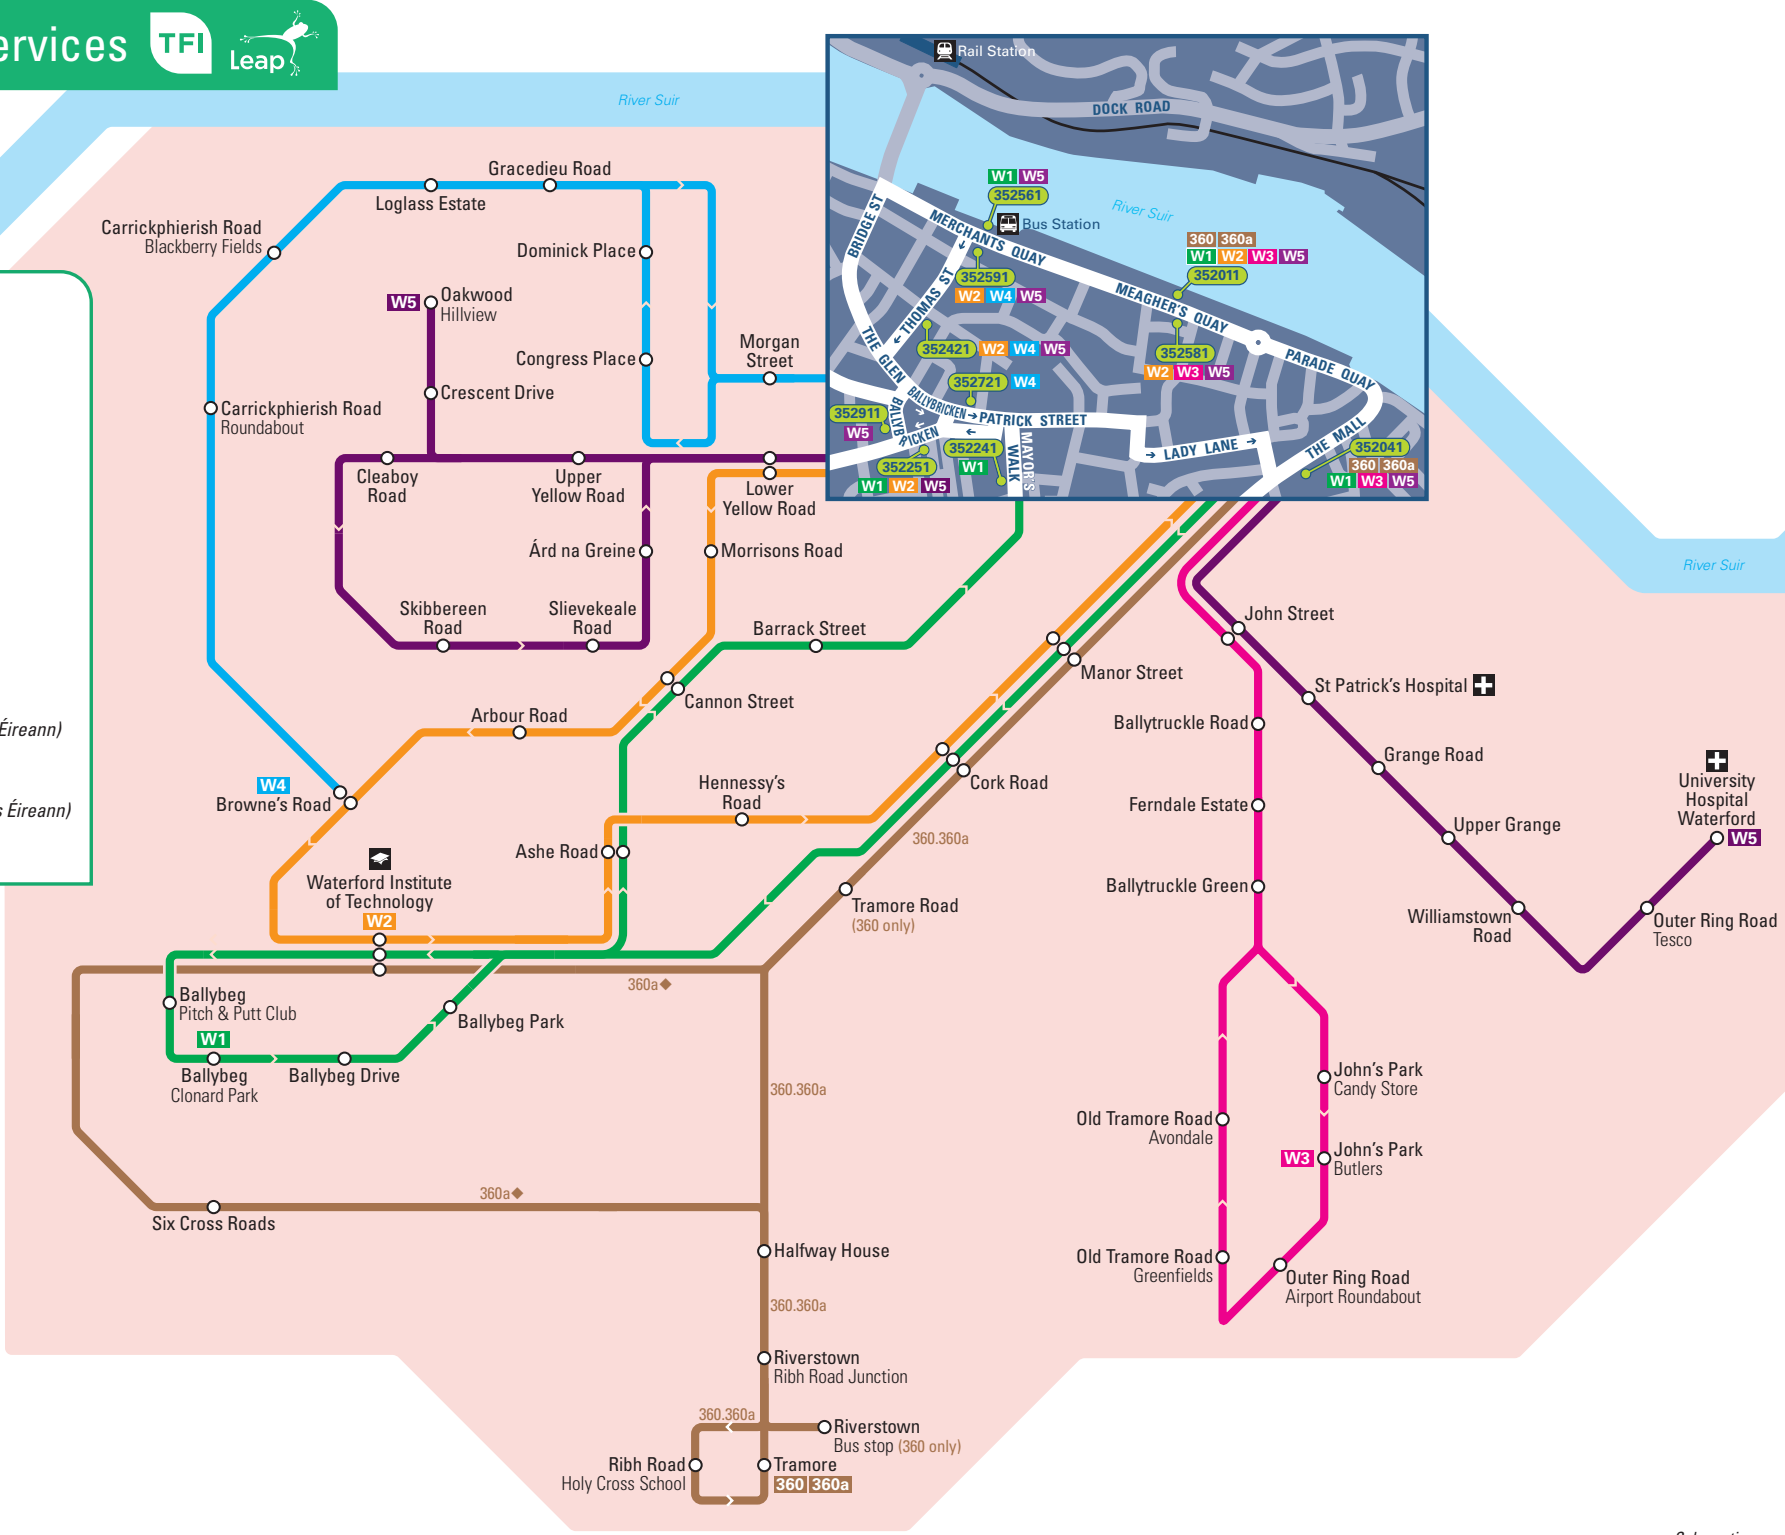 ervices
TFI
Leap
River Suir
Rail Station
DOCK ROAD
W1 W5
352561
Bus Station
River Suir
BRIDGE ST
MERCHANTS QUAY
360 360a
W1 W2 W3 W5
352011
352591
W2 W4 W5
THOMAS ST
MEAGHER'S QUAY
THE GLEN
352421 W2 W4 W5
352581
W2 W3 W5
PARADE QUAY
352721 W4
BALLYBRICKEN
PATRICK STREET
352911
W5
BALLYB
RICKEN
352241
W1
WALK
MAYOR'S
LADY LANE
THE MALL
352041
360 360a
W1 W3 W5
352251
W1 W2 W5
Gracedieu Road
Loglass Estate
Carrickphierish Road
Blackberry Fields
Dominick Place
W5
Oakwood
Hillview
Morgan
Street
Congress Place
Crescent Drive
Carrickphierish Road
Roundabout
Cleaboy
Road
Upper
Yellow Road
Lower
Yellow Road
Árd na Greine
Morrisons Road
River Suir
Skibbereen
Road
Slievekeale
Road
Barrack Street
John Street
Manor Street
St Patrick's Hospital
Cannon Street
Arbour Road
Ballytruckle Road
Éireann)
Grange Road
W4
Browne's Road
Hennessy's
Road
Cork Road
University
Hospital
Waterford
W5
s Éireann)
Ferndale Estate
Upper Grange
360.360a
Ashe Road
Waterford Institute
of Technology
W2
Ballytruckle Green
Tramore Road
(360 only)
Williamstown
Road
Outer Ring Road
Tesco
360a
Ballybeg
Pitch & Putt Club
Ballybeg Park
W1
Ballybeg
Clonard Park
Ballybeg Drive
360.360a
John's Park
Candy Store
Old Tramore Road
Avondale
W3
John's Park
Butlers
360a
Six Cross Roads
Halfway House
Old Tramore Road
Greenfields
Outer Ring Road
Airport Roundabout
360.360a
Riverstown
Ribh Road Junction
360.360a
Riverstown
Bus stop (360 only)
Ribh Road
Holy Cross School
Tramore
360 360a